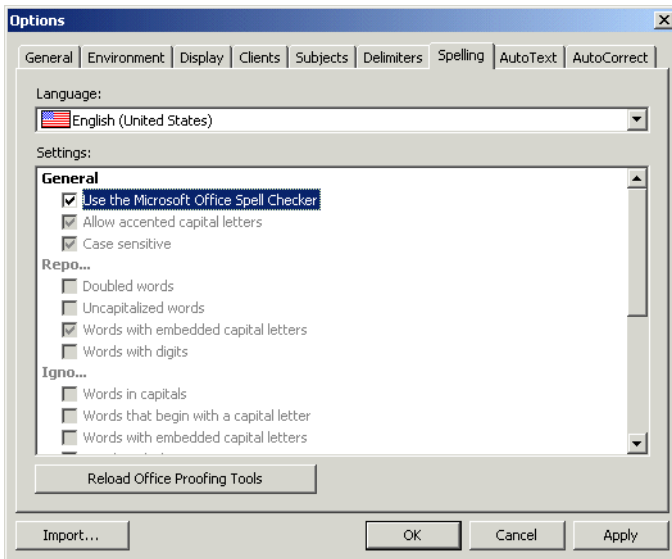 Options
General Environment Display Clients Subjects Delimiters Spelling AutoText AutoCorrect
Language:
English (United States)
Settings:
General
Use the Microsoft Office Spell Checker
Allow accented capital letters
Case sensitive
Repo...
Doubled words
Uncapitalized words
Words with embedded capital letters
Words with digits
Igno...
Words in capitals
Words that begin with a capital letter
Words with embedded capital letters
Reload Office Proofing Tools
Import... OK Cancel Apply